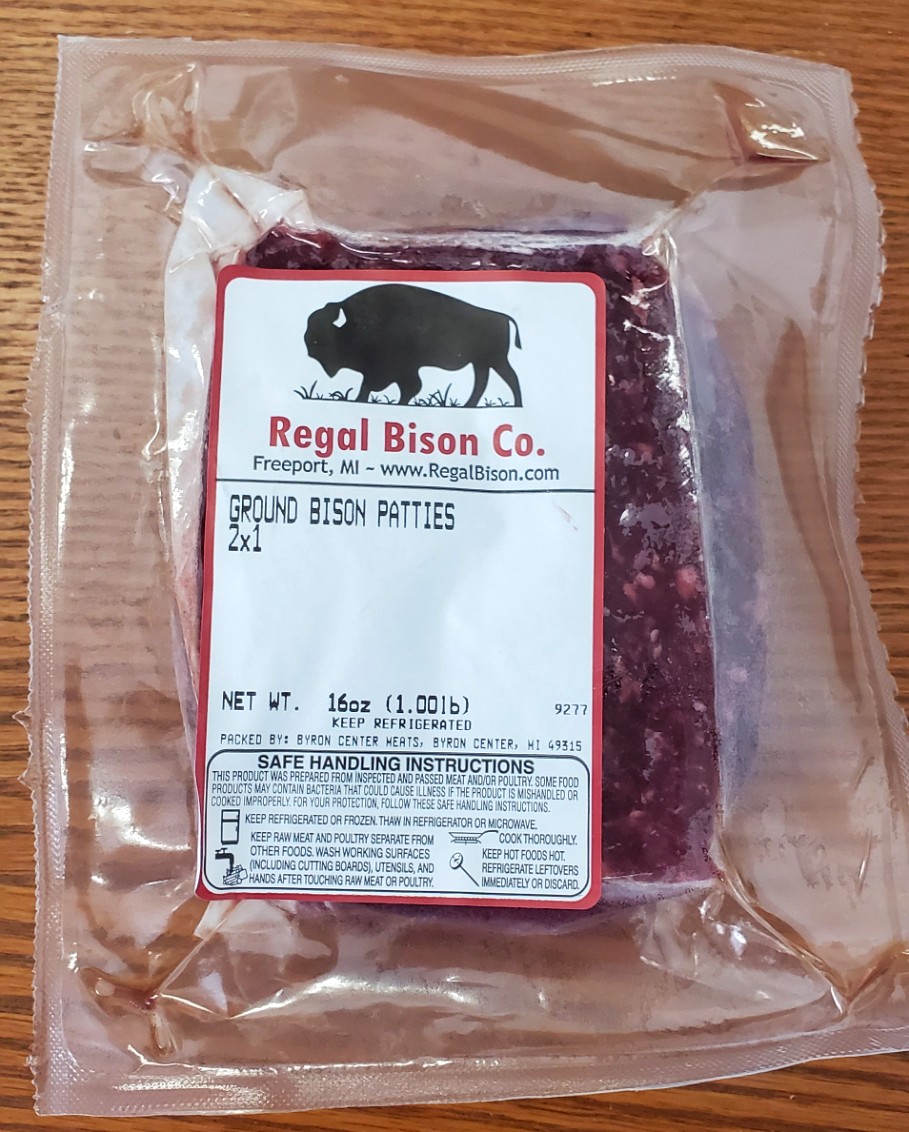 Regal Bison Co.
Freeport, MI ~ www.RegalBison.com
GROUND BISON PATTIES
2x1
NET WT. 16oz (1.00lb)
KEEP REFRIGERATED
9277
PACKED BY: BYRON CENTER MEATS, BYRON CENTER, MI 49315
SAFE HANDLING INSTRUCTIONS
THIS PRODUCT WAS PREPARED FROM INSPECTED AND PASSED MEAT AND/OR POULTRY. SOME FOOD
PRODUCTS MAY CONTAIN BACTERIA THAT COULD CAUSE ILLNESS IF THE PRODUCT IS MISHANDLED OR
COOKED IMPROPERLY. FOR YOUR PROTECTION, FOLLOW THESE SAFE HANDLING INSTRUCTIONS.
KEEP REFRIGERATED OR FROZEN. THAW IN REFRIGERATOR OR MICROWAVE.
KEEP RAW MEAT AND POULTRY SEPARATE FROM
OTHER FOODS. WASH WORKING SURFACES
(INCLUDING CUTTING BOARDS), UTENSILS, AND
HANDS AFTER TOUCHING RAW MEAT OR POULTRY.
COOK THOROUGHLY.
KEEP HOT FOODS HOT.
REFRIGERATE LEFTOVERS
IMMEDIATELY OR DISCARD.